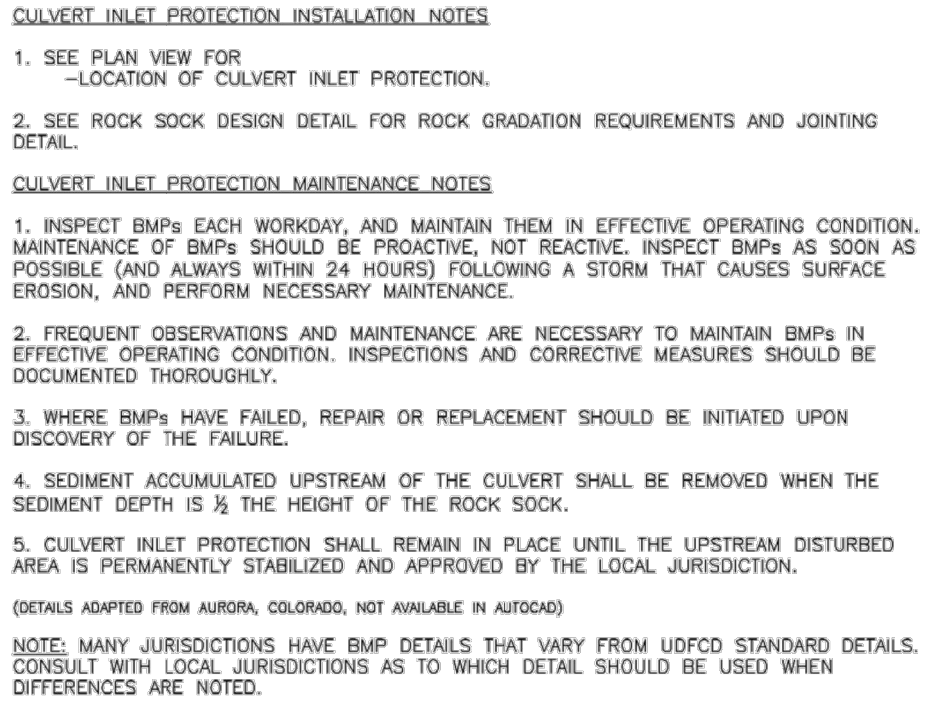 CULVERT INLET PROTECTION INSTALLATION NOTES
1. SEE PLAN VIEW FOR
-LOCATION OF CULVERT INLET PROTECTION.
2. SEE ROCK SOCK DESIGN DETAIL FOR ROCK GRADATION REQUIREMENTS AND JOINTING
DETAIL.
CULVERT INLET PROTECTION MAINTENANCE NOTES
1. INSPECT BMPs EACH WORKDAY, AND MAINTAIN THEM IN EFFECTIVE OPERATING CONDITION.
MAINTENANCE OF BMPs SHOULD BE PROACTIVE, NOT REACTIVE. INSPECT BMPs AS SOON AS
POSSIBLE (AND ALWAYS WITHIN 24 HOURS) FOLLOWING A STORM THAT CAUSES SURFACE
EROSION, AND PERFORM NECESSARY MAINTENANCE.
2. FREQUENT OBSERVATIONS AND MAINTENANCE ARE NECESSARY TO MAINTAIN BMPs IN
EFFECTIVE OPERATING CONDITION. INSPECTIONS AND CORRECTIVE MEASURES SHOULD BE
DOCUMENTED THOROUGHLY.
3. WHERE BMPs HAVE FAILED, REPAIR OR REPLACEMENT SHOULD BE INITIATED UPON
DISCOVERY OF THE FAILURE.
4. SEDIMENT ACCUMULATED UPSTREAM OF THE CULVERT SHALL BE REMOVED WHEN THE
SEDIMENT DEPTH IS ½ THE HEIGHT OF THE ROCK SOCK.
5. CULVERT INLET PROTECTION SHALL REMAIN IN PLACE UNTIL THE UPSTREAM DISTURBED
AREA IS PERMANENTLY STABILIZED AND APPROVED BY THE LOCAL JURISDICTION.
(DETAILS ADAPTED FROM AURORA, COLORADO, NOT AVAILABLE IN AUTOCAD)
NOTE: MANY JURISDICTIONS HAVE BMP DETAILS THAT VARY FROM UDFCD STANDARD DETAILS.
CONSULT WITH LOCAL JURISDICTIONS AS TO WHICH DETAIL SHOULD BE USED WHEN
DIFFERENCES ARE NOTED.